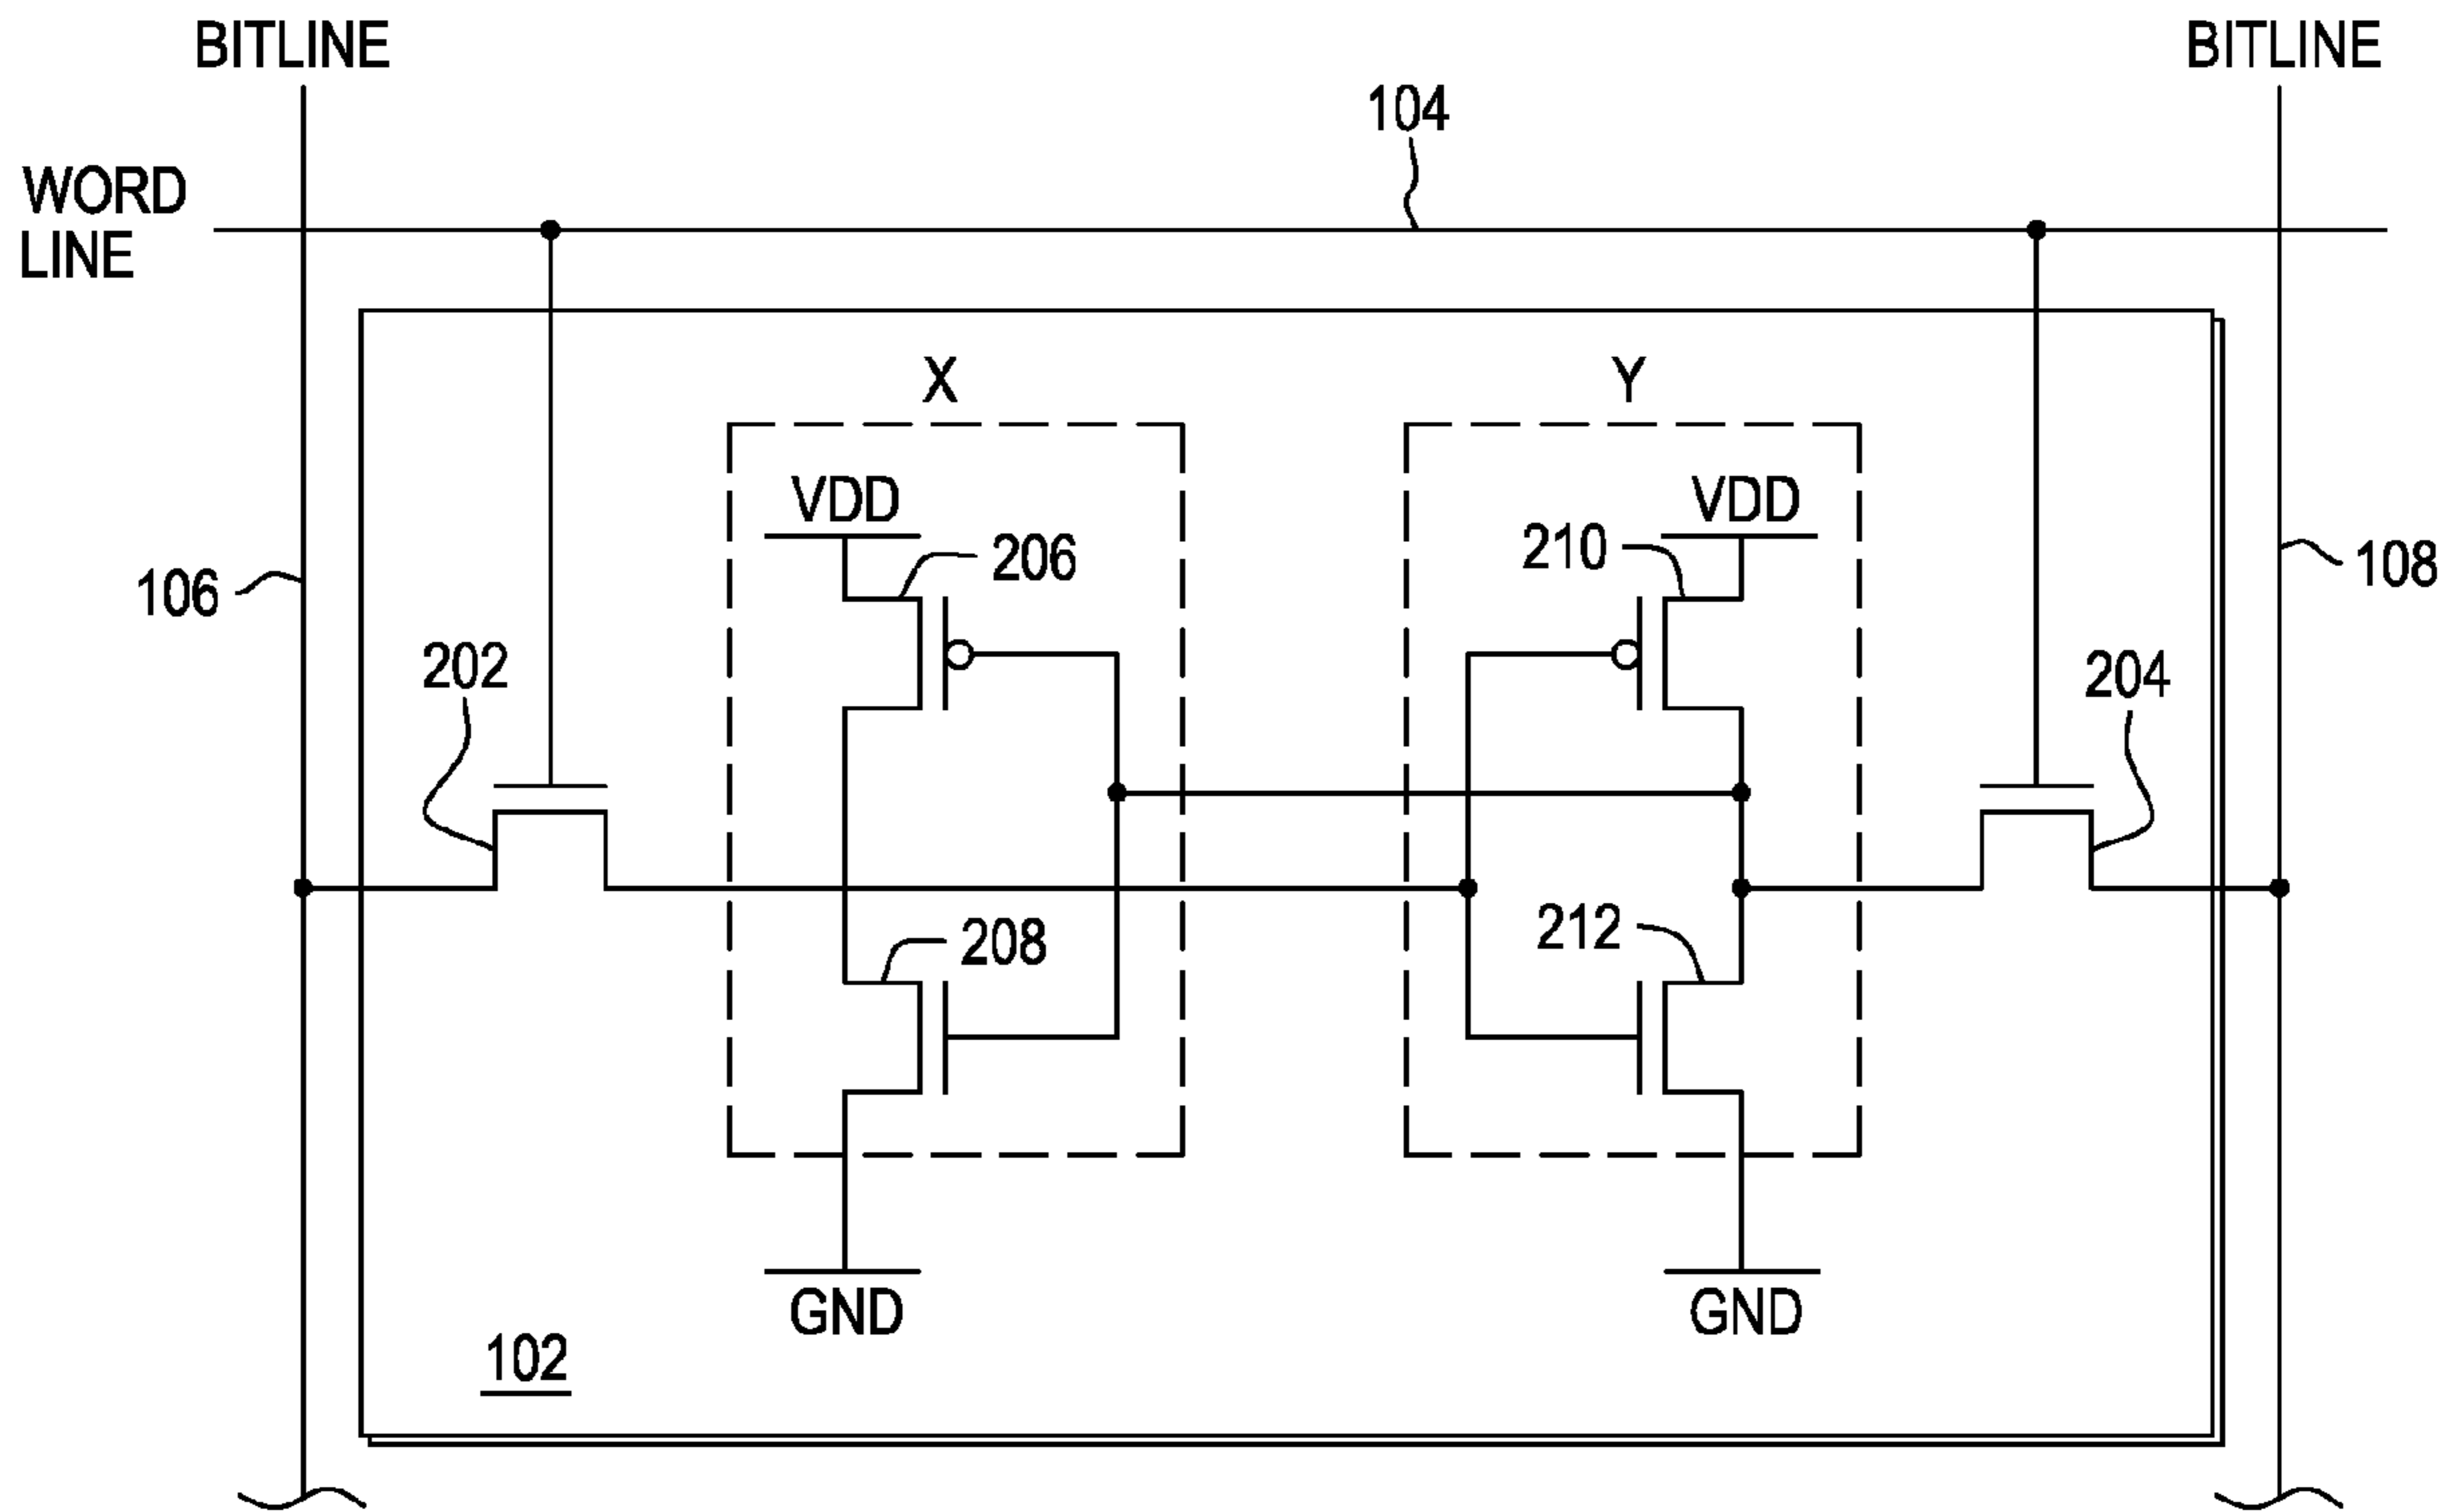 BITLINE
BITLINE
104
WORD
LINE
X
Y
VDD
VDD
206
210
106
108
202
204
208
212
GND
GND
102